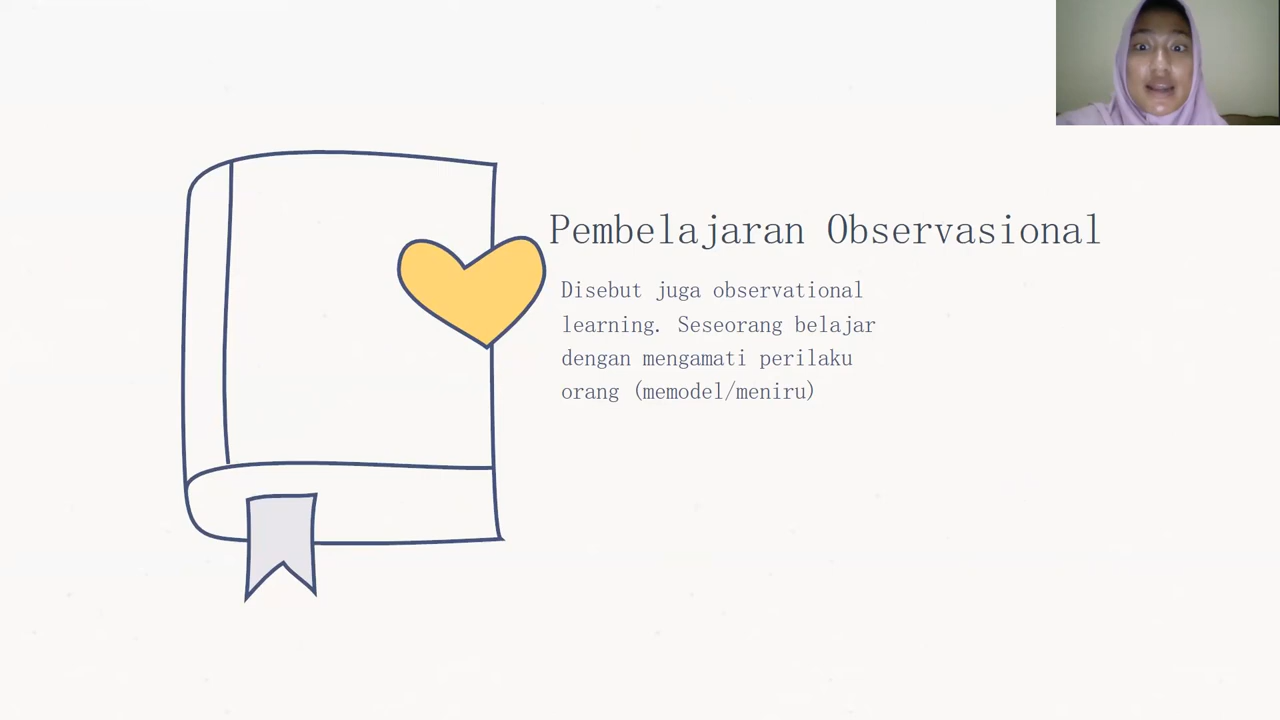 Pembelajaran Observasional
Disebut juga observational
learning. Seseorang belajar
dengan mengamati perilaku
orang (memodel/meniru)